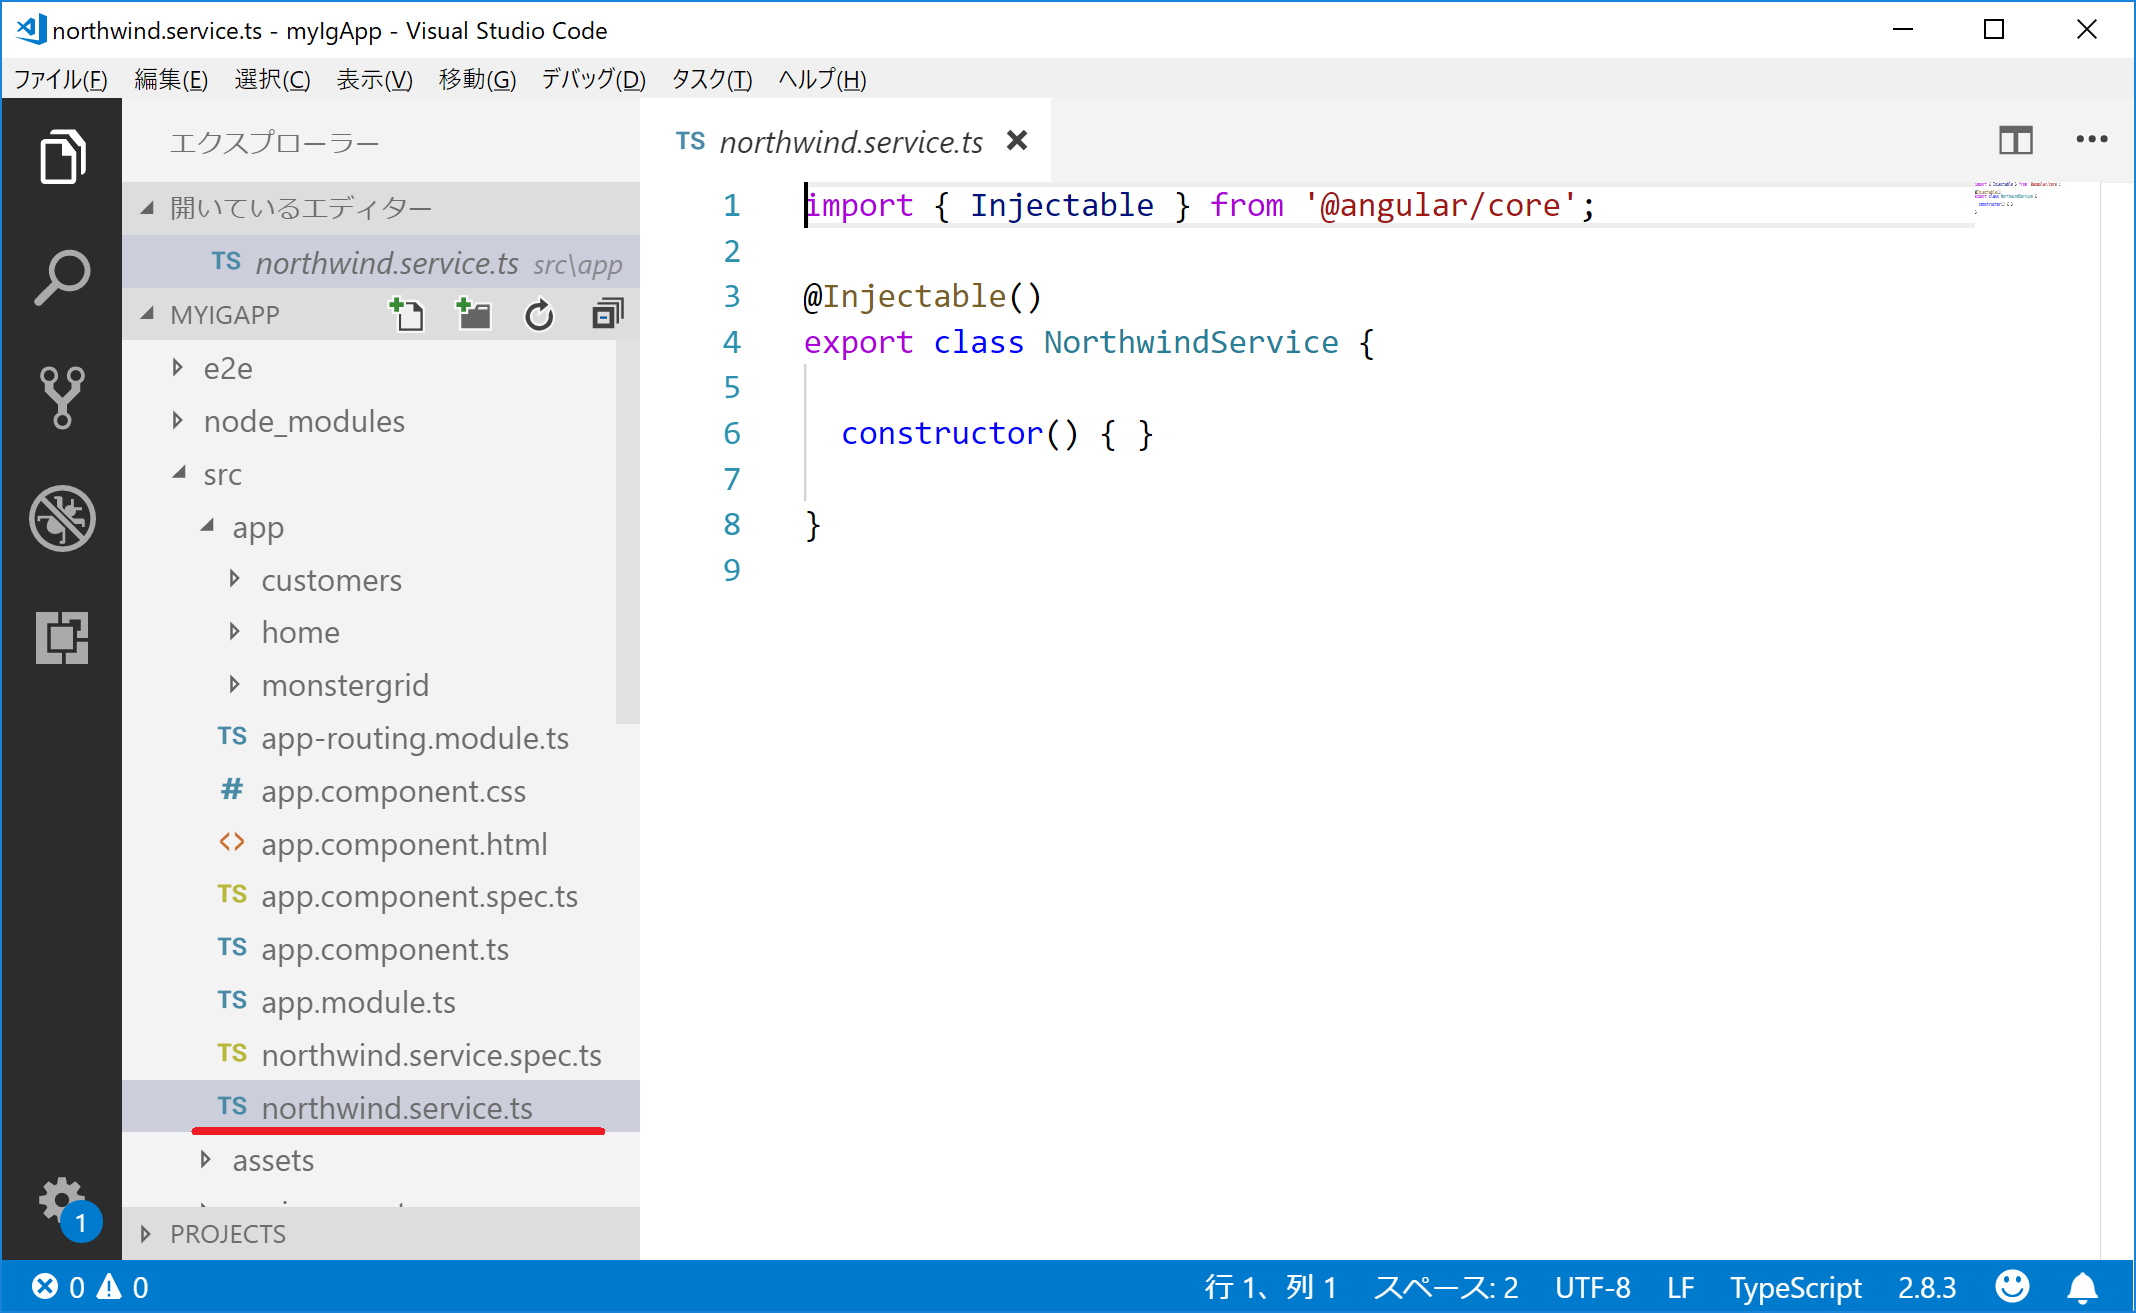 northwind.service.ts - myIgApp - Visual Studio Code
ファイル(F) 編集(E) 選択(C) 表示(V) 移動(G) デバッグ(D) タスク(T) ヘルプ(H)
エクスプローラー
開いているエディター
TS northwind.service.ts src\app
MYIGAPP
e2e
node_modules
src
app
customers
home
monstergrid
TS app-routing.module.ts
# app.component.css
<> app.component.html
TS app.component.spec.ts
TS app.component.ts
TS app.module.ts
TS northwind.service.spec.ts
TS northwind.service.ts
assets
PROJECTS
1
TS northwind.service.ts
1 import { Injectable } from '@angular/core';
2
3 @Injectable()
4 export class NorthwindService {
5
6 constructor() { }
7
8 }
9
0 0 行 1、列 1 スペース: 2 UTF-8 LF TypeScript 2.8.3